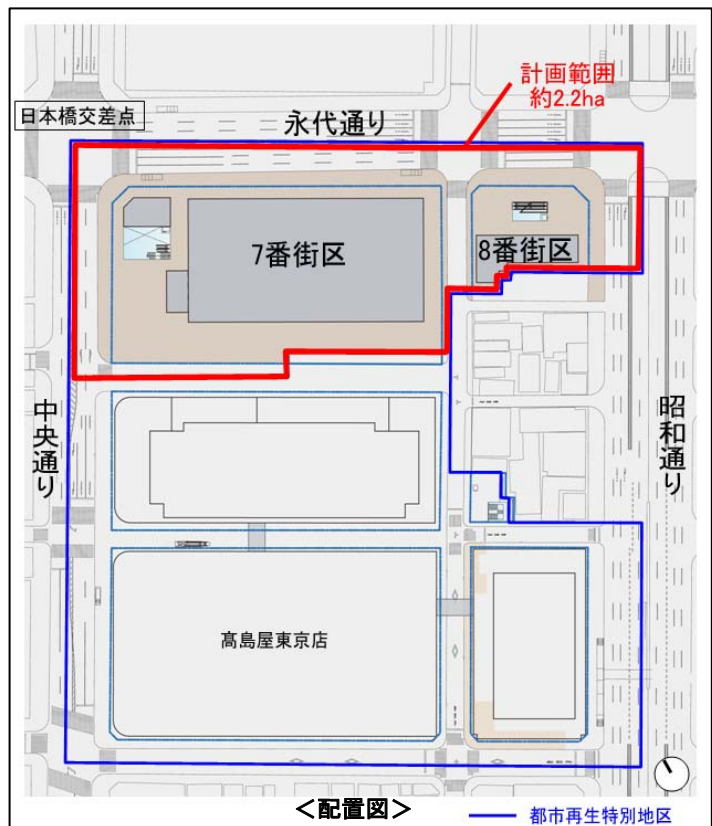 計画範囲
約2.2ha
日本橋交差点
永代通り
7番街区
8番街区
中央通り
昭和通り
髙島屋東京店
<配置図>
都市再生特別地区